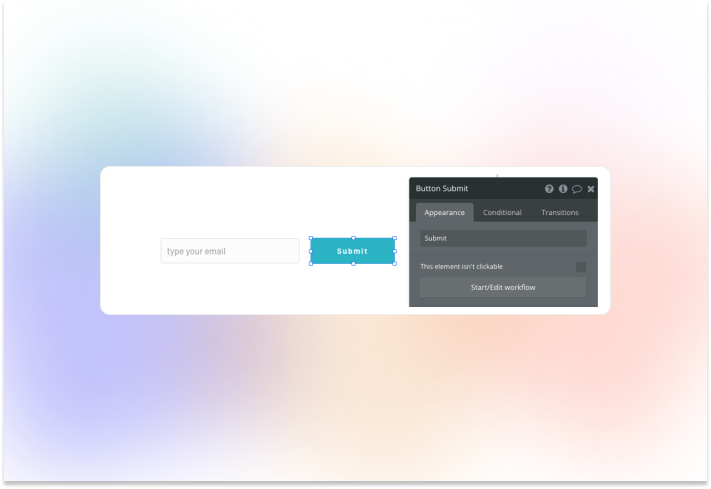 Button Submit
Appearance Conditional Transitions
Submit
type your email
Submit
This element isn't clickable
Start/Edit workflow